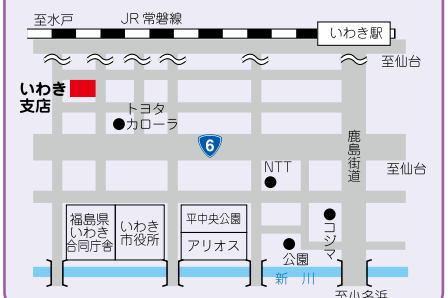 至水戸
JR常磐線
いわき駅
至仙台
いわき
支店
トヨタ
カローラ
6
鹿島街道
NTT
至仙台
福島県
いわき
合同庁舎
いわき
市役所
平中央公園
アリオス
コジマ
公園
新川
至小名浜